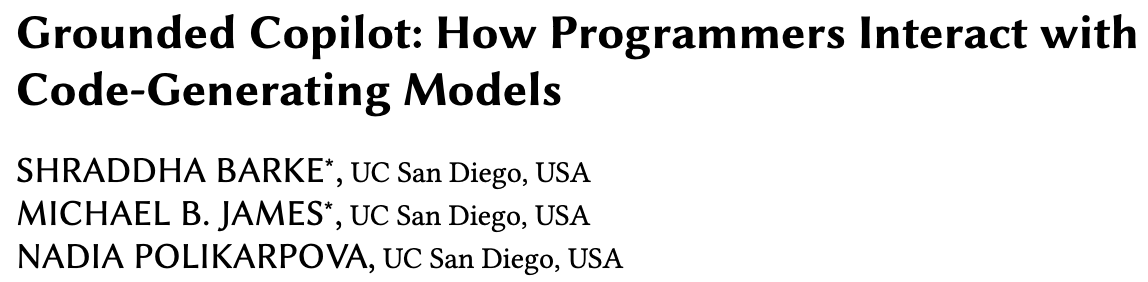 Grounded Copilot: How Programmers Interact with
Code-Generating Models
SHRADDHA BARKE*, UC San Diego, USA
MICHAEL B. JAMES*, UC San Diego, USA
NADIA POLIKARPOVA, UC San Diego, USA